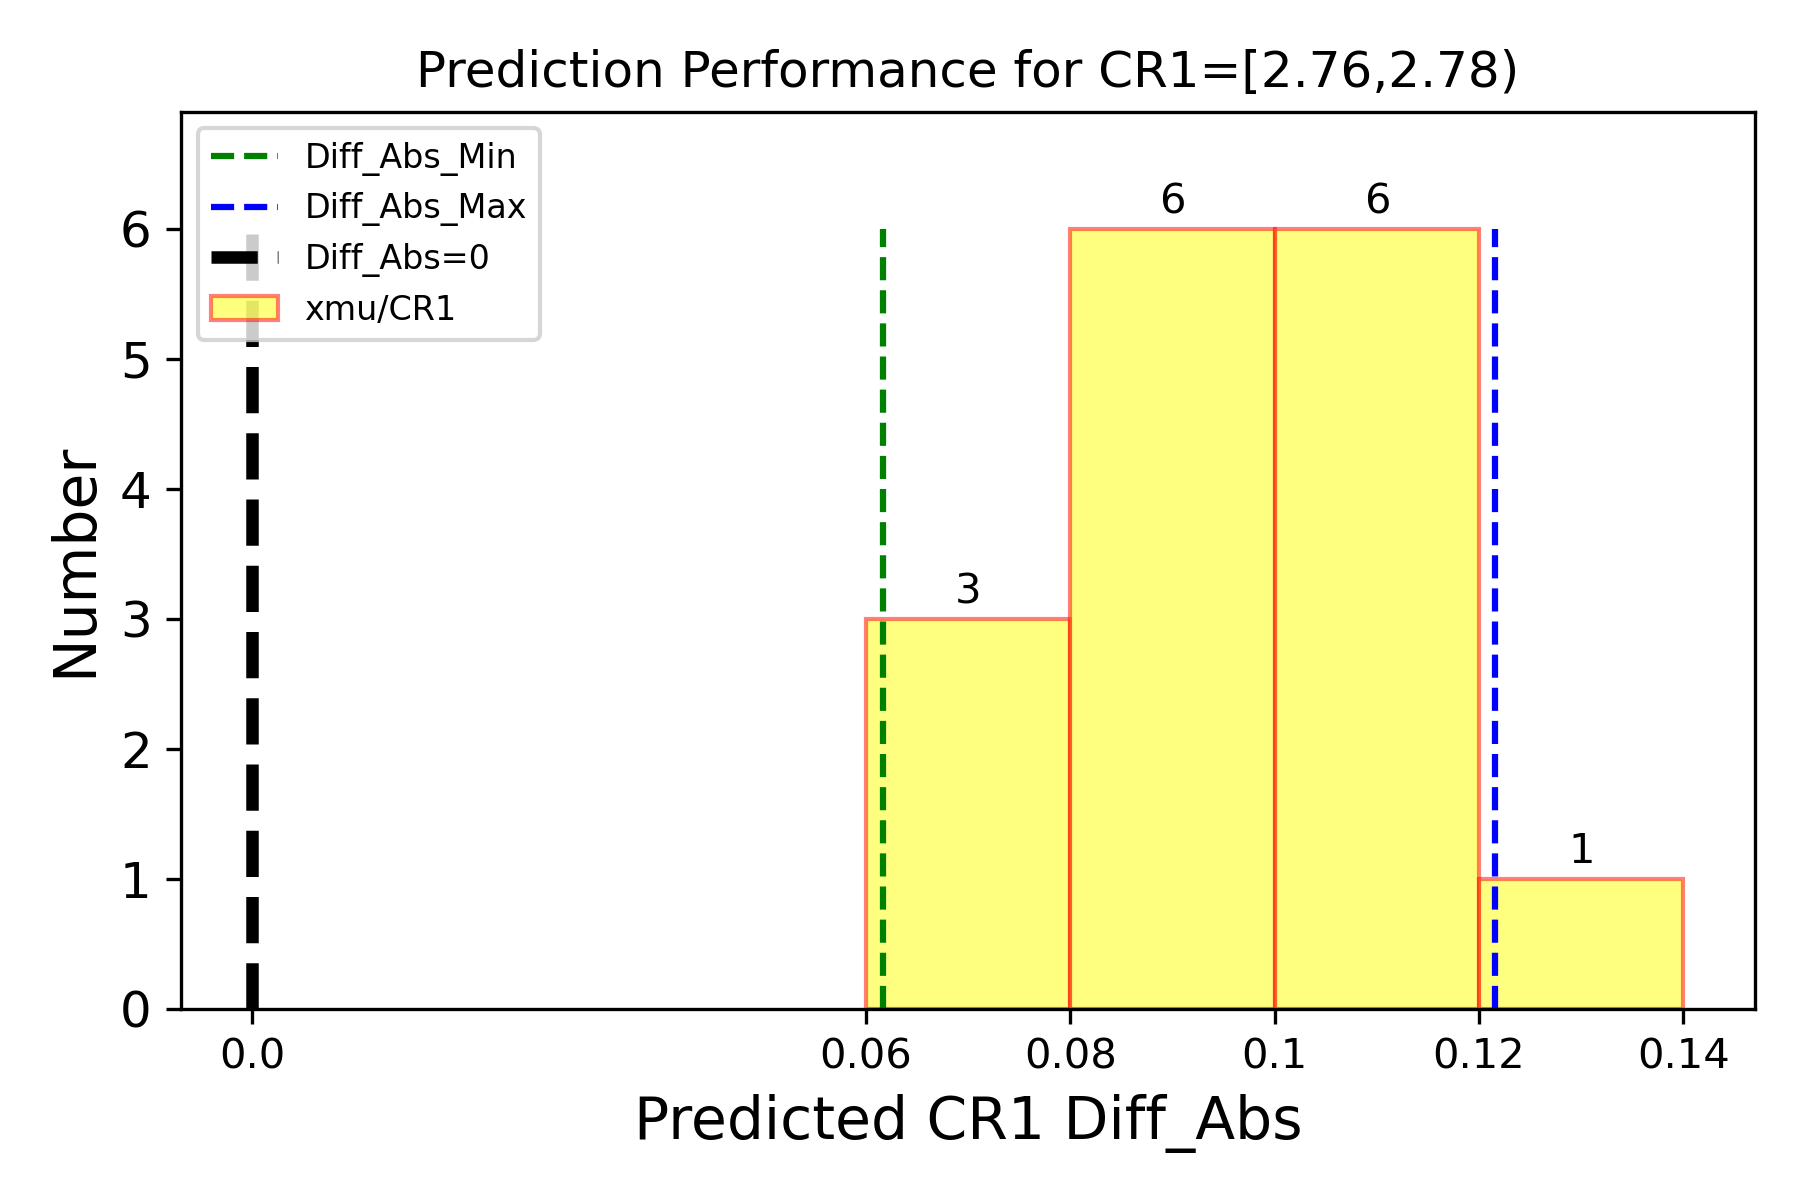 Prediction Performance for CR1=[2.76,2.78)
Diff_Abs_Min
Diff_Abs_Max
Diff_Abs=0
xmu/CR1
6
5
4
3
2
1
0
Number
3
6
6
1
0.0
0.06
0.08
0.1
0.12
0.14
Predicted CR1 Diff_Abs